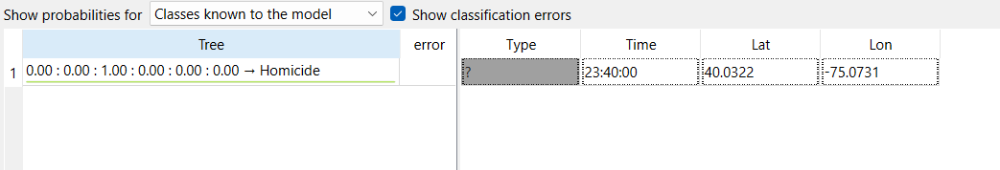 Show probabilities for Classes known to the model Show classification errors
Tree error Type Time Lat Lon
1 0.00 : 0.00 : 1.00 : 0.00 : 0.00 : 0.00 → Homicide ? 23:40:00 40.0322 -75.0731